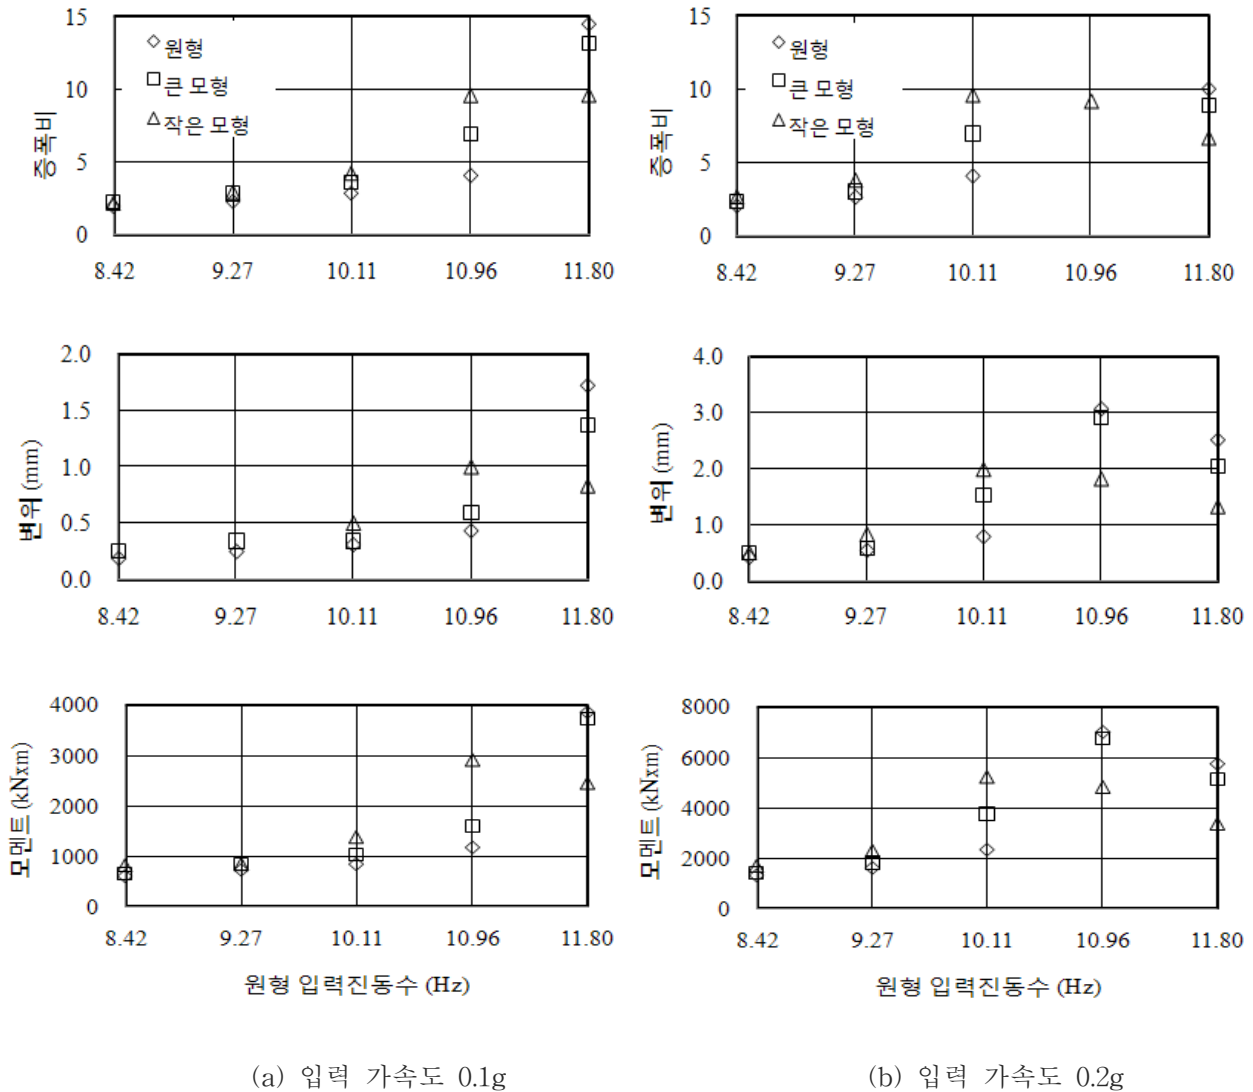 증폭비
15
10
5
0
원형
큰 모형
작은 모형
8.42 9.27 10.11 10.96 11.80
증폭비
15
10
5
0
원형
큰 모형
작은 모형
8.42 9.27 10.11 10.96 11.80
변위 (mm)
2.0
1.5
1.0
0.5
0.0
8.42 9.27 10.11 10.96 11.80
변위 (mm)
4.0
3.0
2.0
1.0
0.0
8.42 9.27 10.11 10.96 11.80
모멘트 (kNxm)
4000
3000
2000
1000
0
8.42 9.27 10.11 10.96 11.80
원형 입력진동수 (Hz)
모멘트 (kNxm)
8000
6000
4000
2000
0
8.42 9.27 10.11 10.96 11.80
원형 입력진동수 (Hz)
(a) 입력 가속도 0.1g
(b) 입력 가속도 0.2g